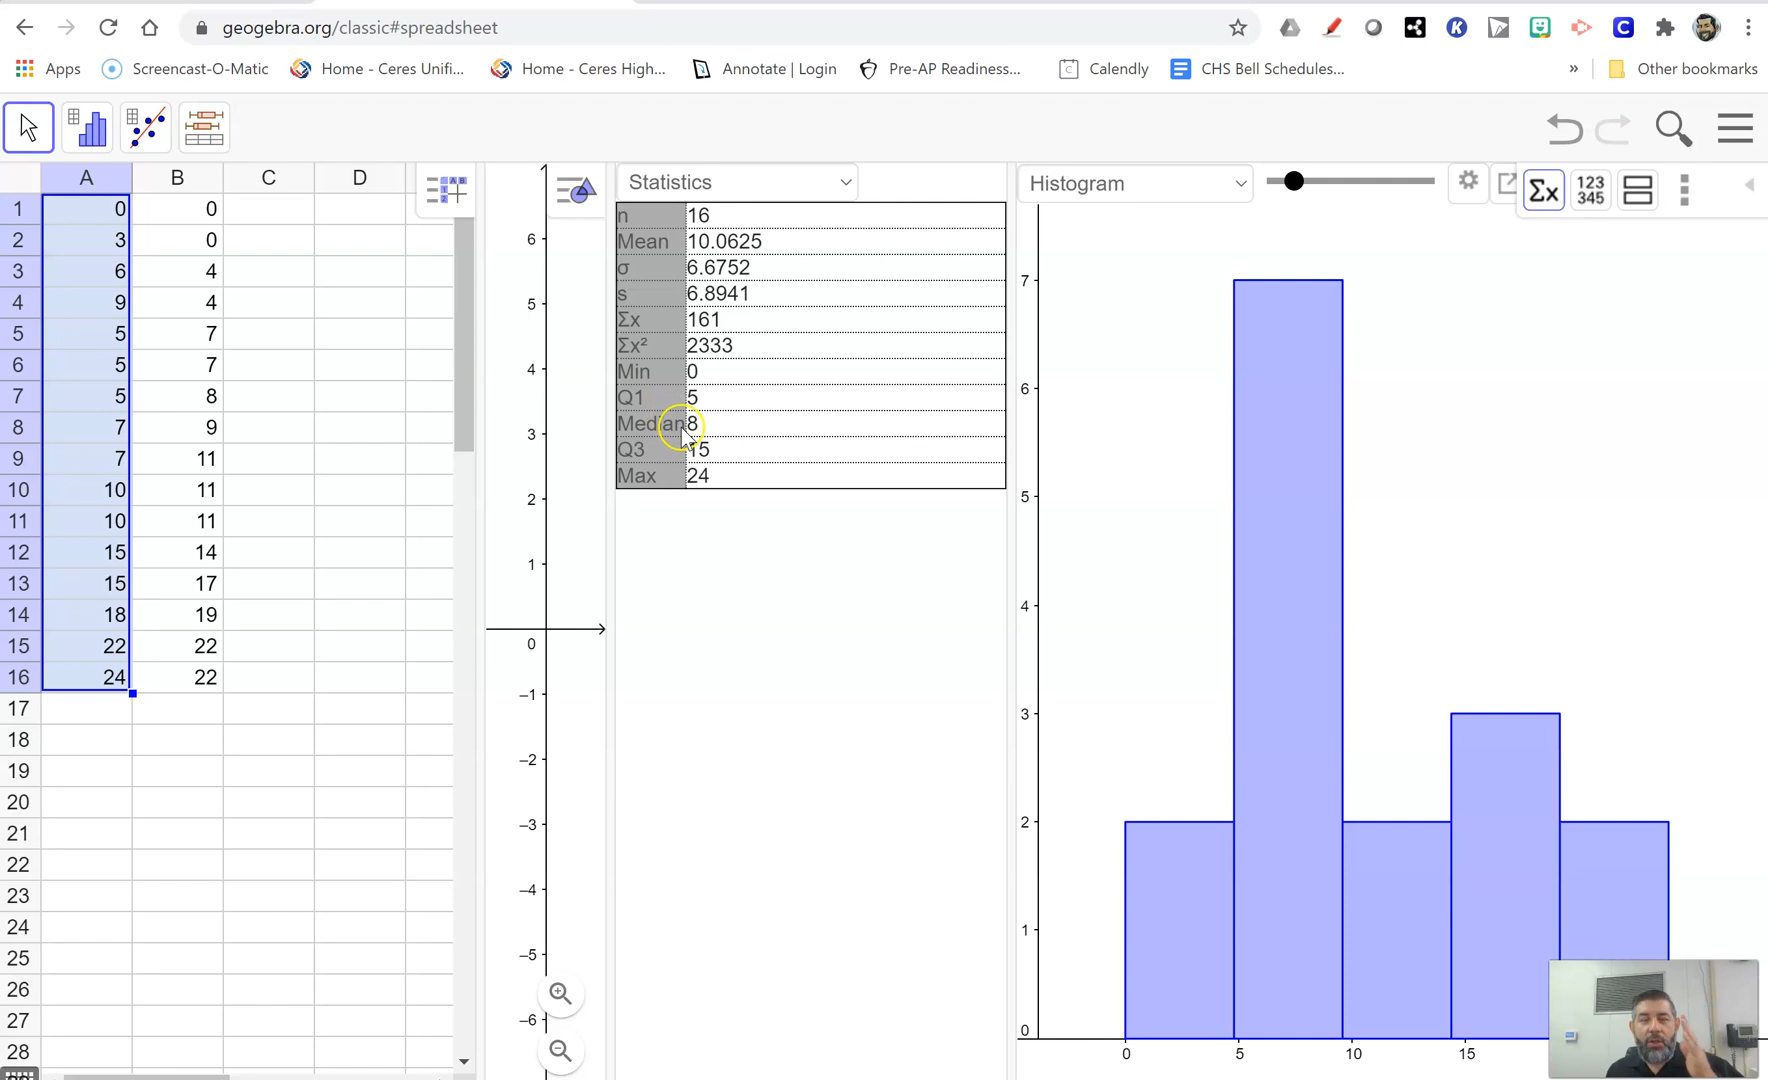 geogebra.org/classic#spreadsheet
Apps Screencast-O-Matic Home - Ceres Unifi... Home - Ceres High... Annotate | Login Pre-AP Readiness... Calendly CHS Bell Schedules... » Other bookmarks
A B C D
Statistics
Histogram
Σx
123
345
1 0 0
2 3 0
3 6 4
4 9 4
5 5 7
6 5 7
7 5 8
8 7 9
9 7 11
10 10 11
11 10 11
12 15 14
13 15 17
14 18 19
15 22 22
16 24 22
17
18
19
20
21
22
23
24
25
26
27
28
6
5
4
3
2
1
0
–1
–2
–3
–4
–5
–6
n 16
Mean 10.0625
σ 6.6752
s 6.8941
Σx 161
Σx² 2333
Min 0
Q1 5
Median 8
Q3 15
Max 24
7
6
5
4
3
2
1
0
0 5 10 15